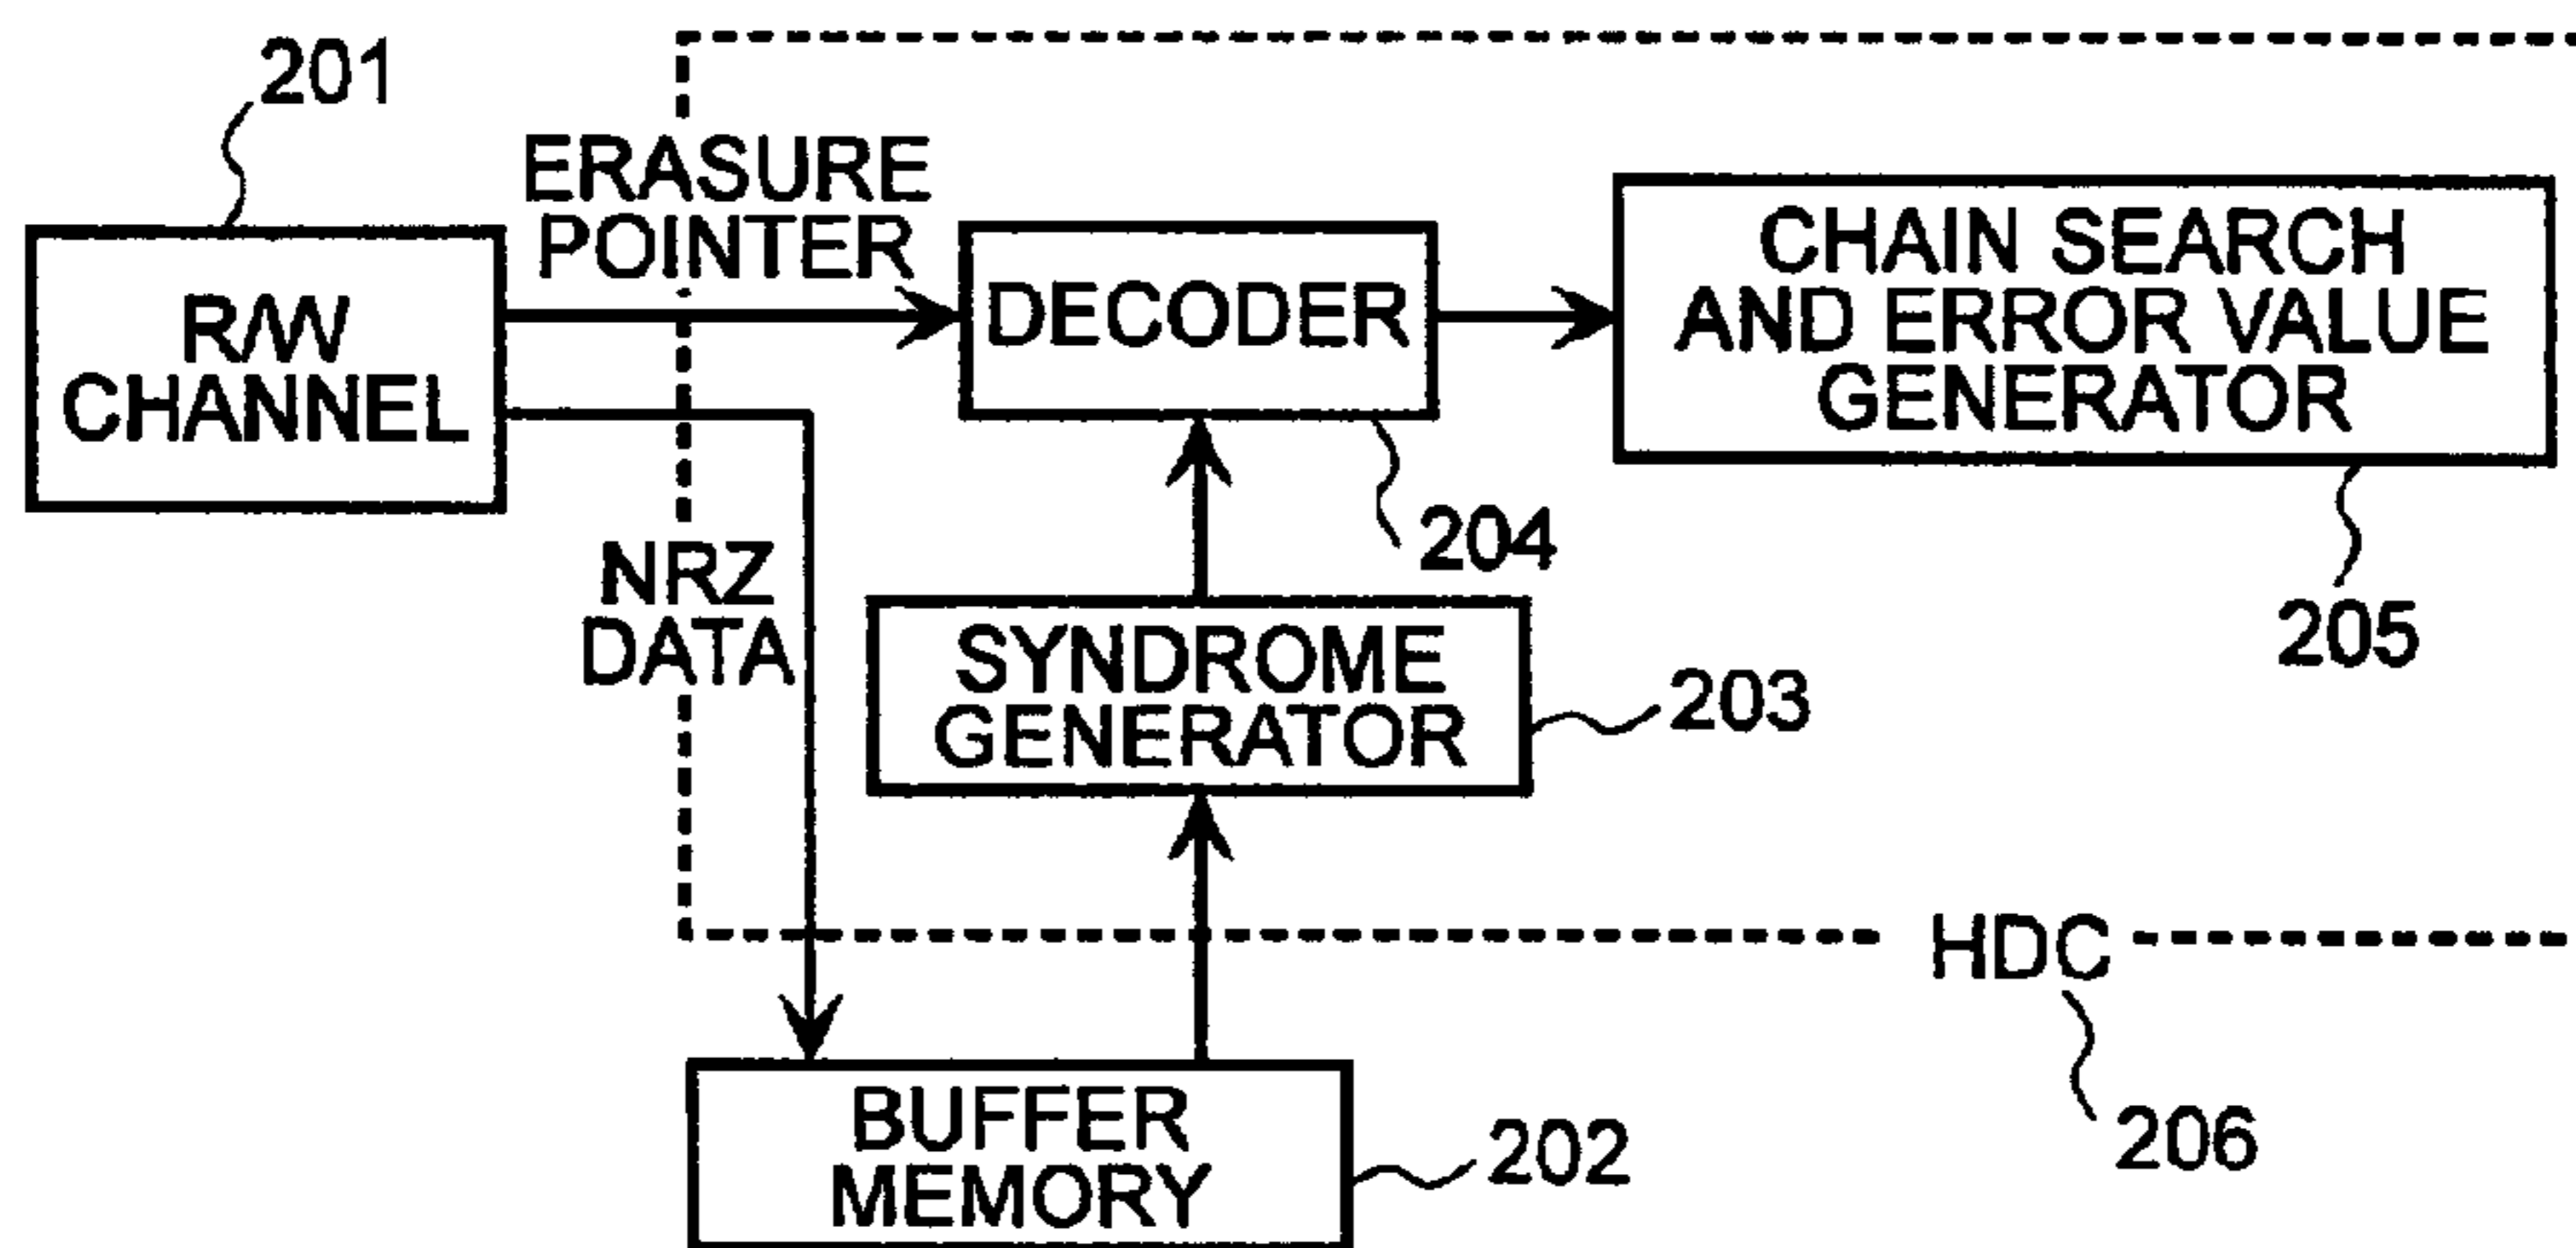 201
ERASURE
POINTER
R/W
CHANNEL
DECODER
CHAIN SEARCH
AND ERROR VALUE
GENERATOR
204
205
NRZ
DATA
SYNDROME
GENERATOR
203
HDC
206
BUFFER
MEMORY
202